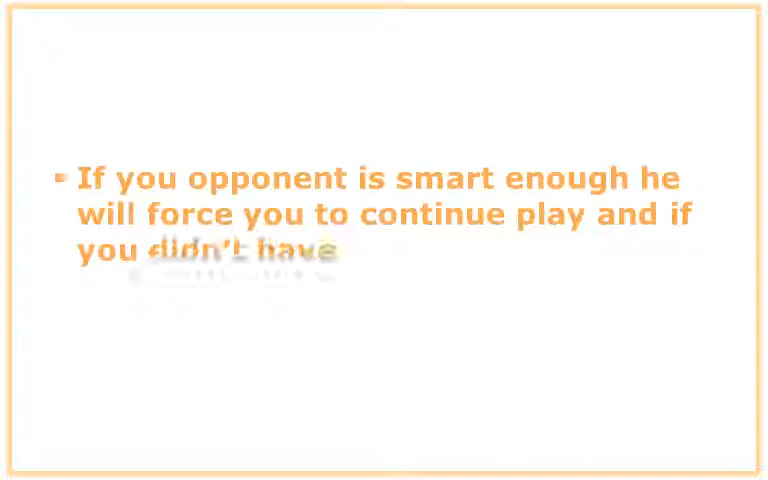 If you opponent is smart enough he
will force you to continue play and if
you didn't have